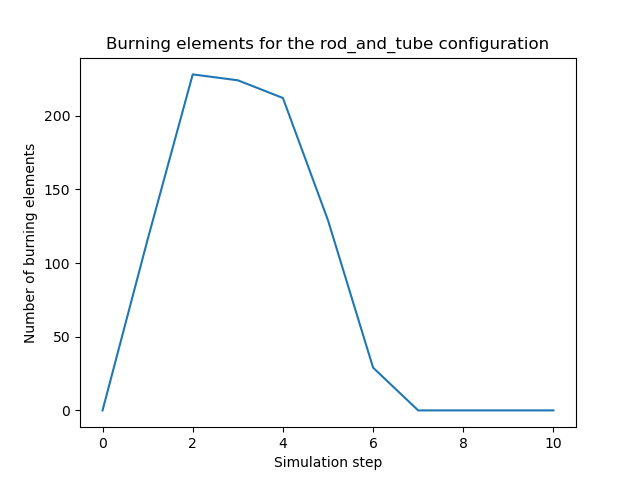 Burning elements for the rod_and_tube configuration
Number of burning elements
200
150
100
50
0
0 2 4 6 8 10
Simulation step